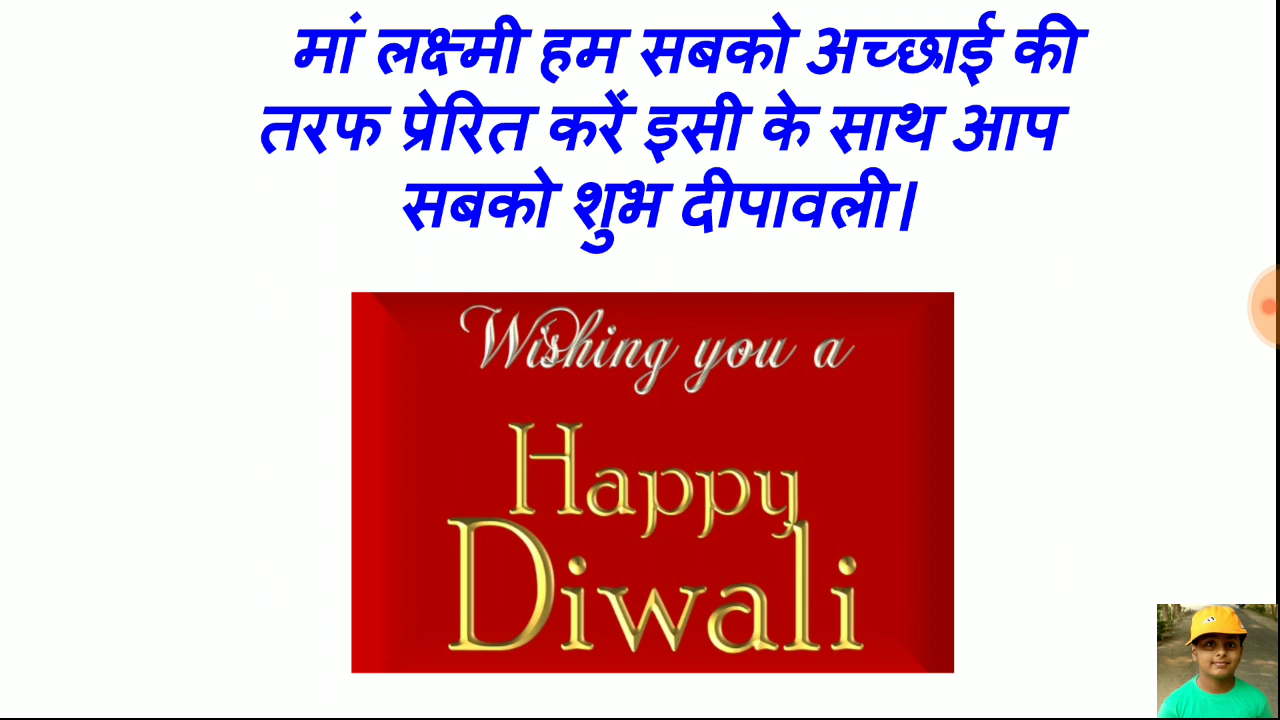 मां लक्ष्मी हम सबको अच्छाई की
तरफ प्रेरित करें इसी के साथ आप
सबको शुभ दीपावली।
Wishing you a
Happy
Diwali